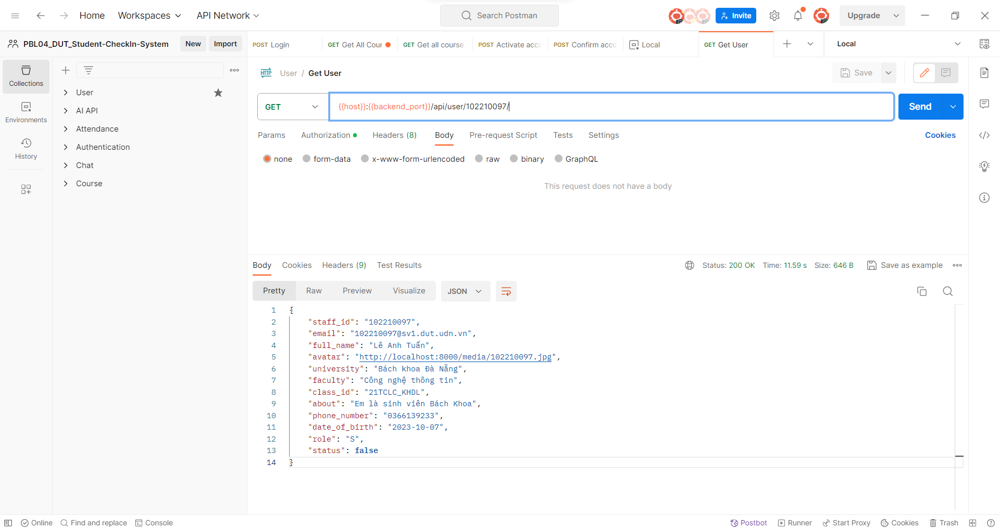 Home
Workspaces
API Network
Search Postman
Invite
Upgrade
PBL04_DUT_Student-CheckIn-System
New
Import
POST Login
GET Get All Cour
GET Get all course
POST Activate acco
POST Confirm acco
Local
GET Get User
Local
Collections
Environments
History
User
AI API
Attendance
Authentication
Chat
Course
HTTP
User / Get User
Save
GET
{{host}}:{{backend_port}}/api/user/102210097/
Send
Params
Authorization
Headers (8)
Body
Pre-request Script
Tests
Settings
Cookies
none
form-data
x-www-form-urlencoded
raw
binary
GraphQL
This request does not have a body
Body
Cookies
Headers (9)
Test Results
Status: 200 OK
Time: 11.59 s
Size: 646 B
Save as example
Pretty
Raw
Preview
Visualize
JSON
1 {
2 "staff_id": "102210097",
3 "email": "102210097@sv1.dut.udn.vn",
4 "full_name": "Lê Anh Tuấn",
5 "avatar": "http://localhost:8000/media/102210097.jpg",
6 "university": "Bách khoa Đà Nẵng",
7 "faculty": "Công nghệ thông tin",
8 "class_id": "21TCLC_KHDL",
9 "about": "Em là sinh viên Bách Khoa",
10 "phone_number": "0366139233",
11 "date_of_birth": "2023-10-07",
12 "role": "S",
13 "status": false
14 }
Online
Find and replace
Console
Postbot
Runner
Start Proxy
Cookies
Trash